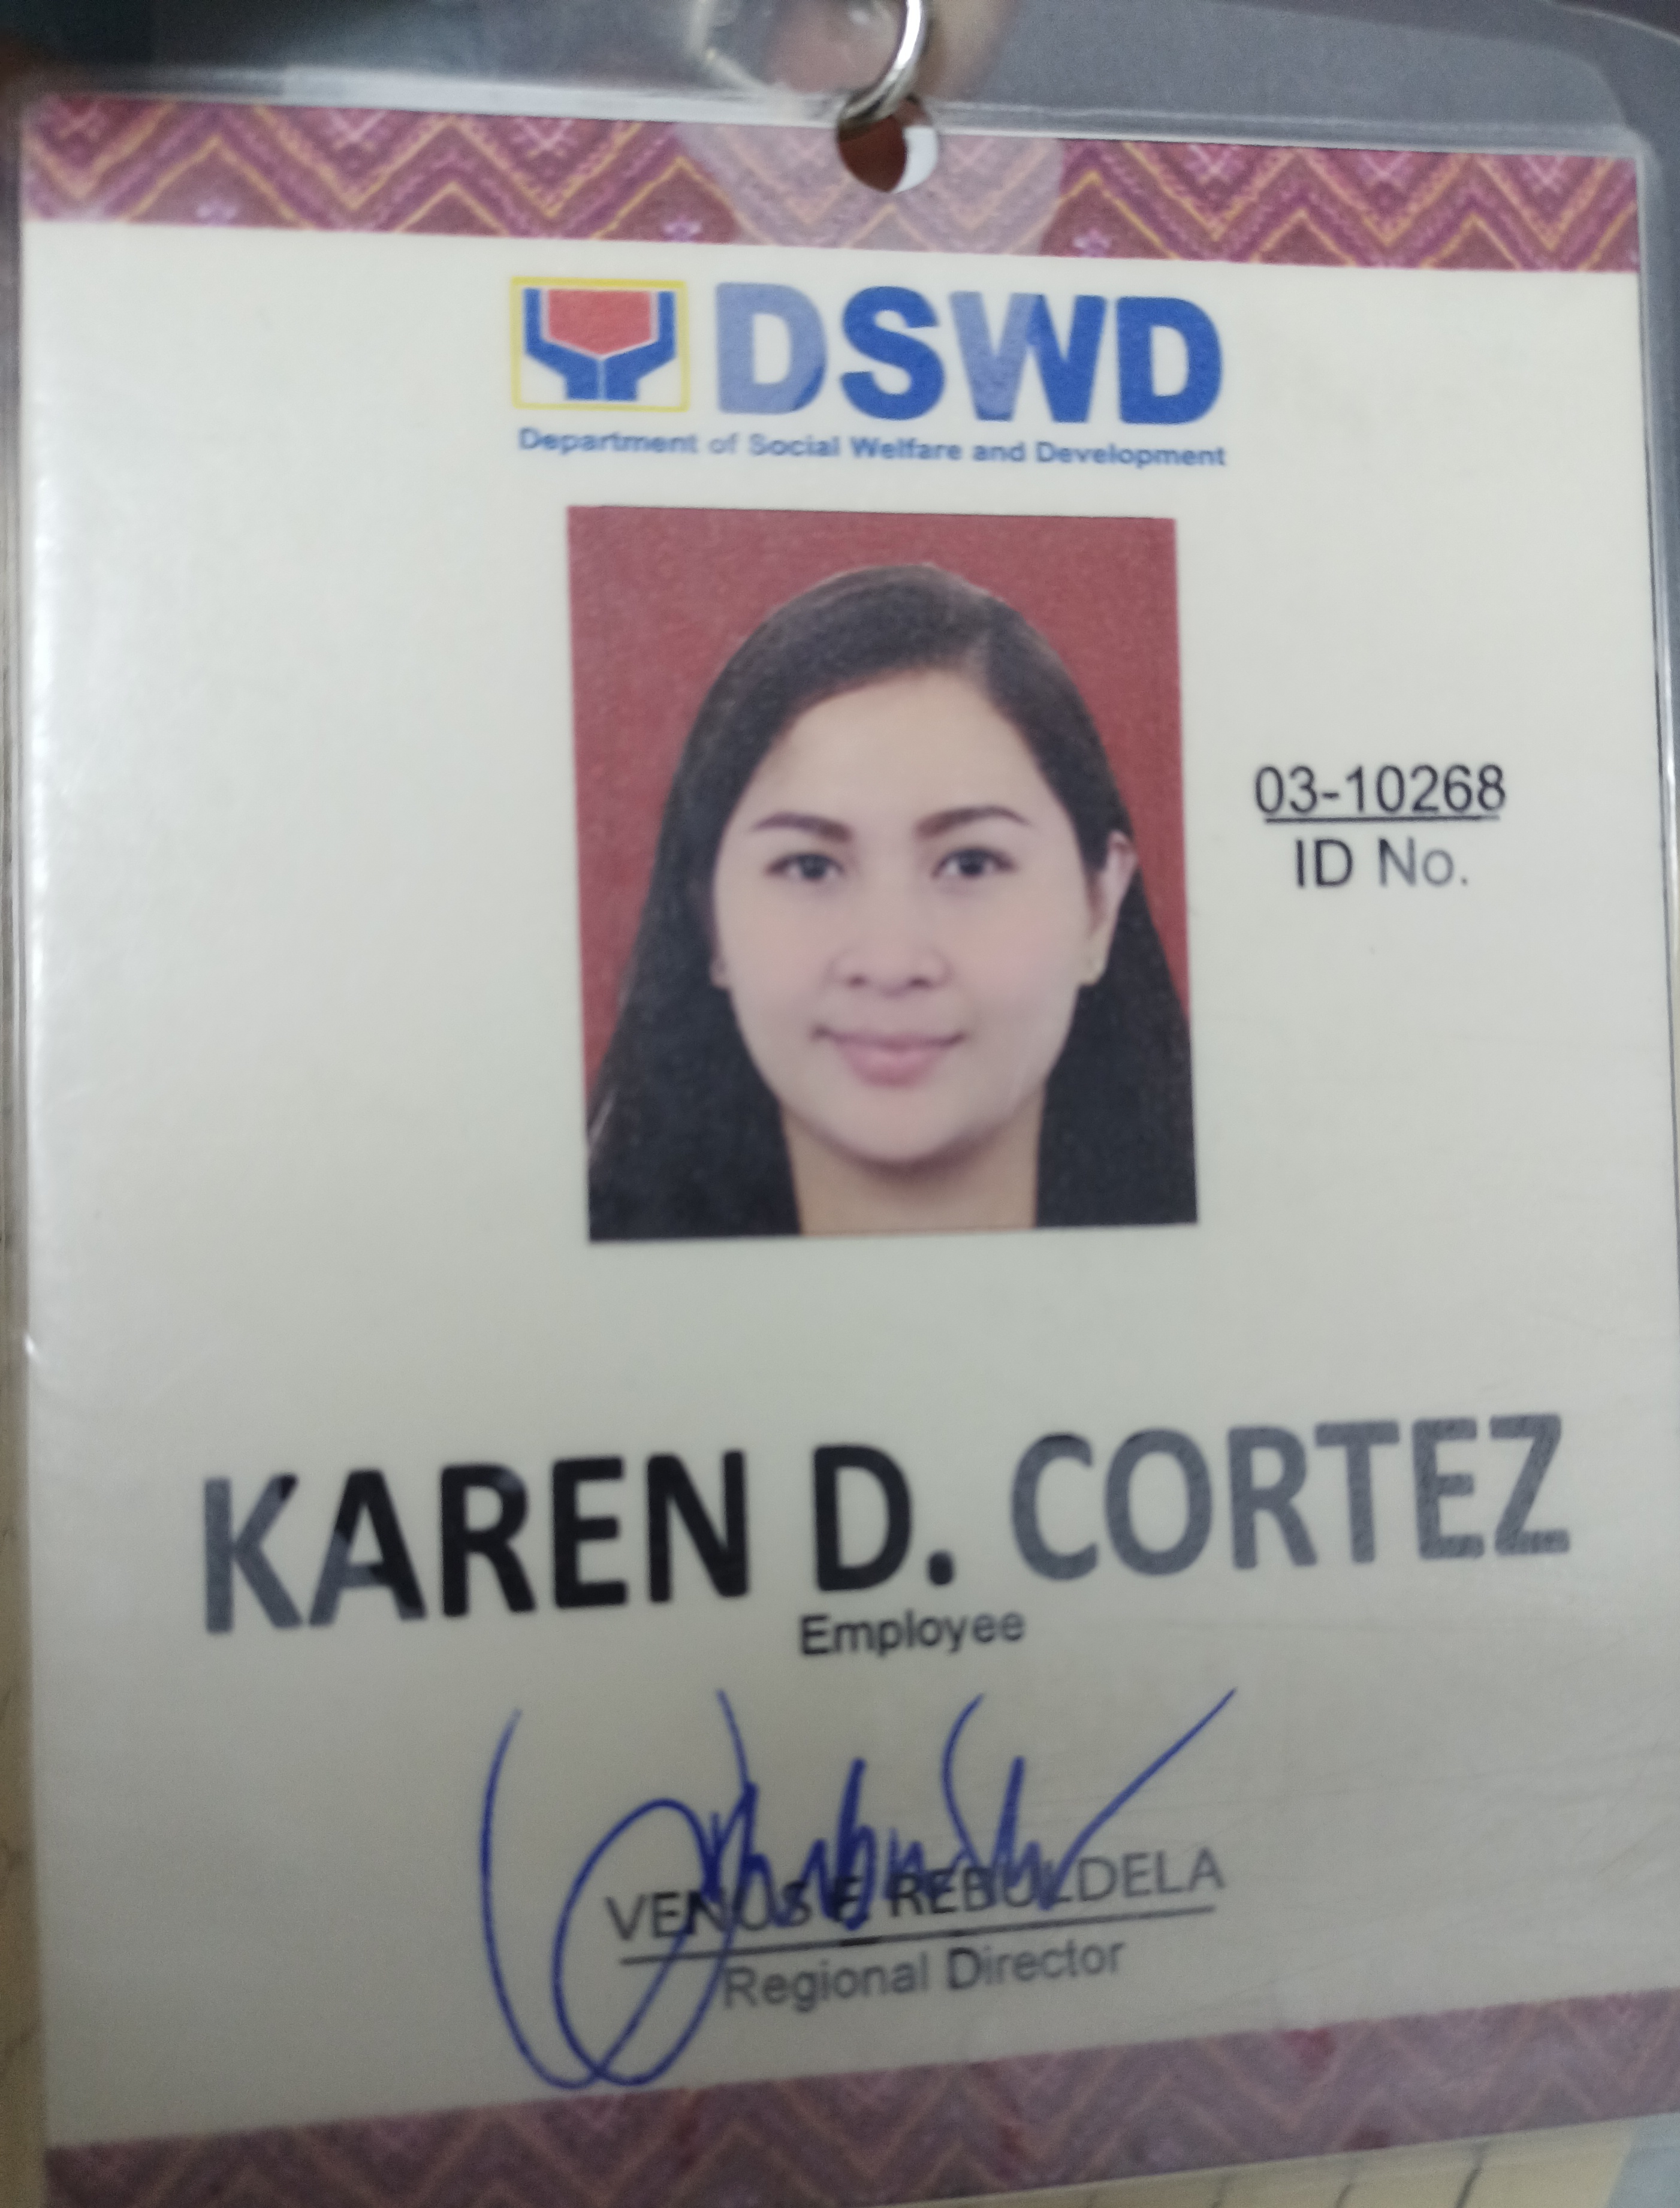 DSWD
Department of Social Welfare and Development
03-10268
ID No.
KAREN D. CORTEZ
Employee
VENUS F. REBULDELA
Regional Director